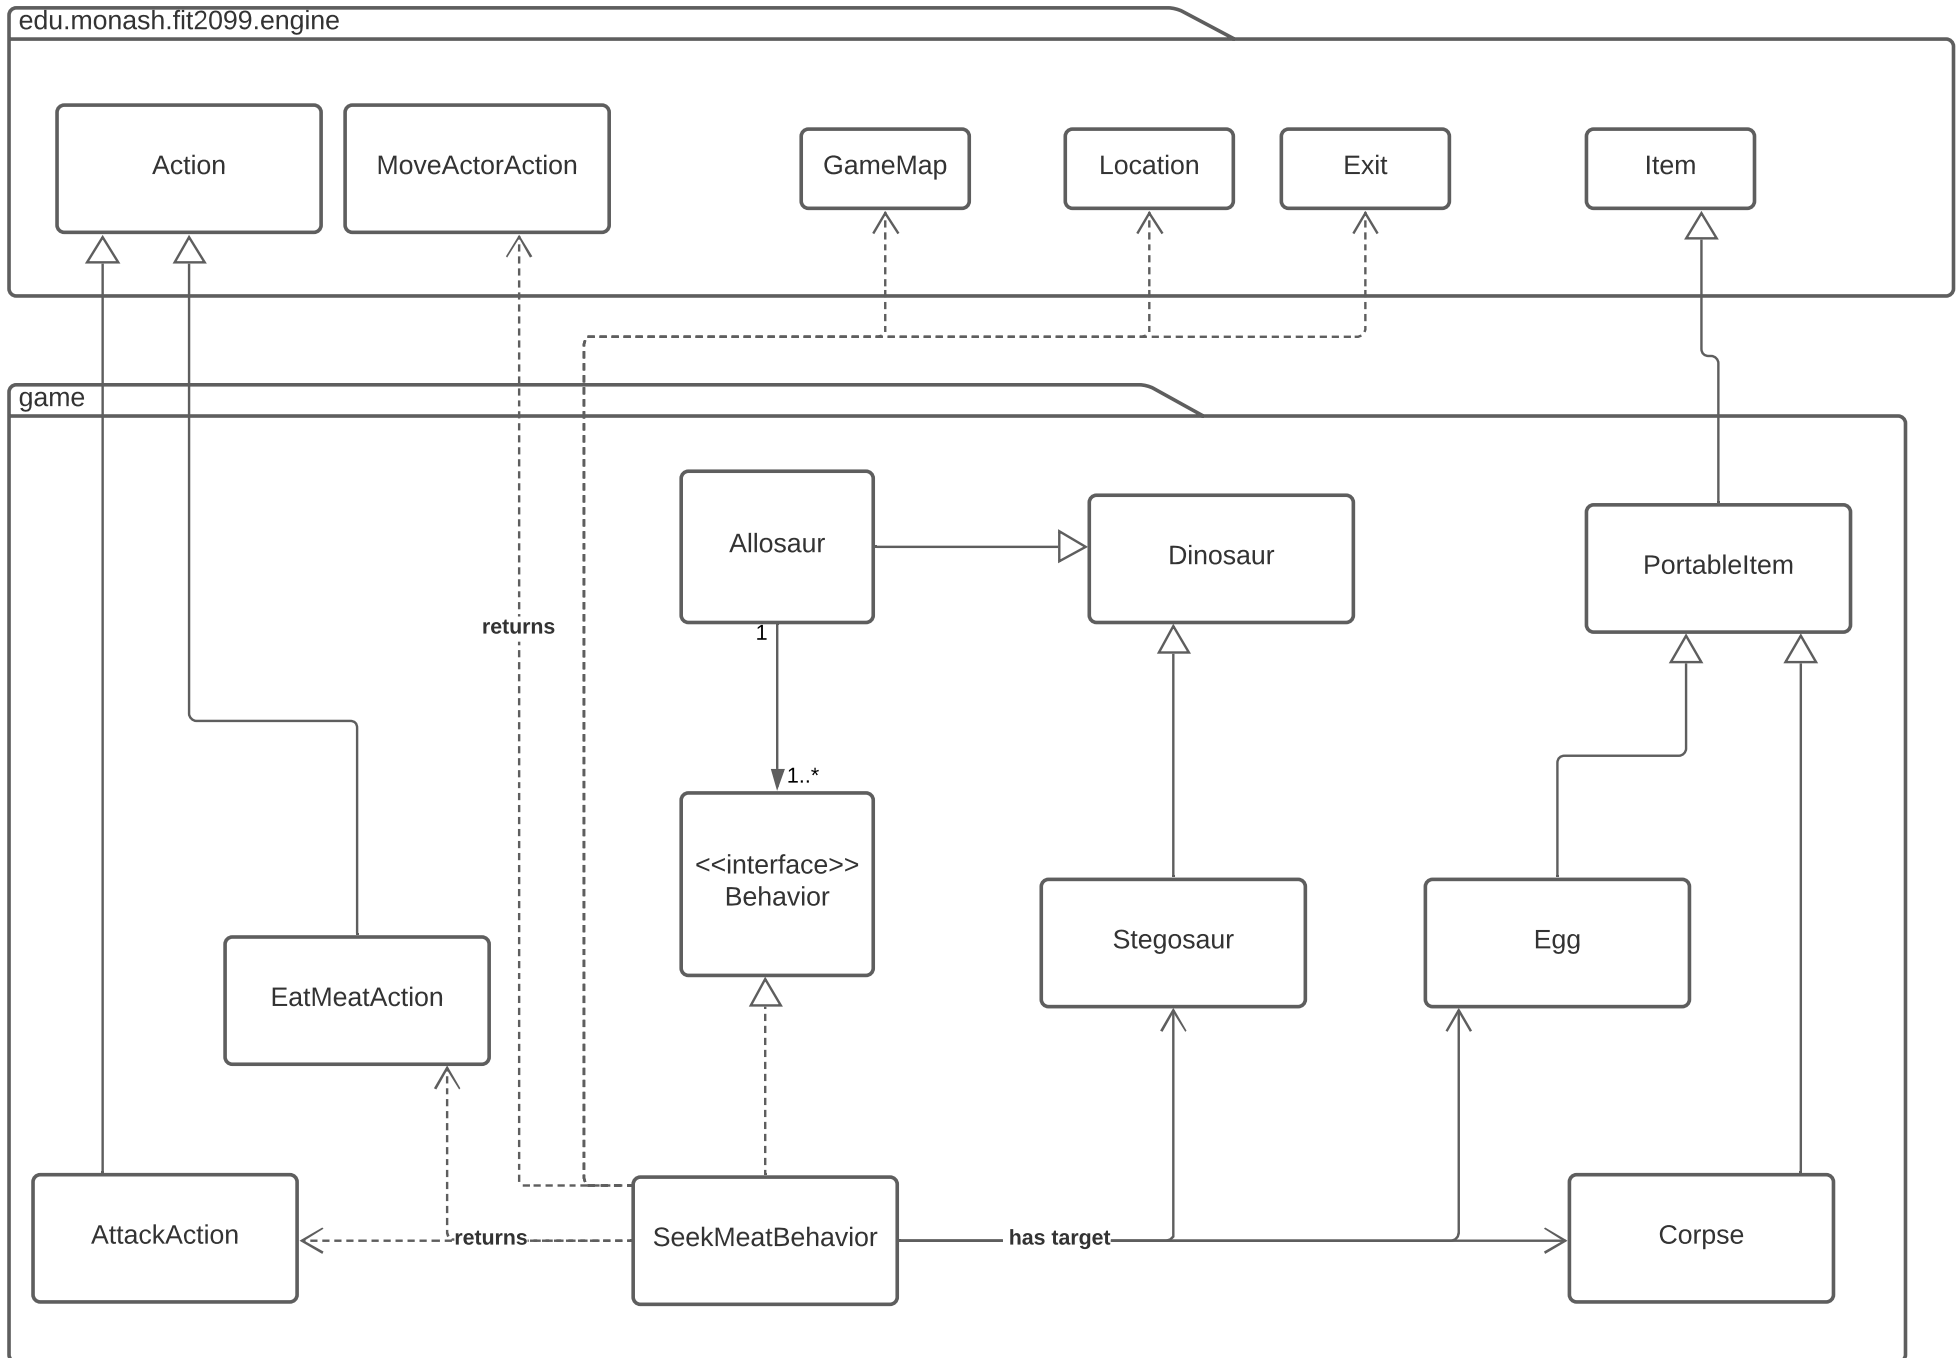 edu.monash.fit2099.engine
Action
MoveActorAction
GameMap
Location
Exit
Item
game
Allosaur
Dinosaur
PortableItem
returns
1
1..*
<<interface>>
Behavior
Stegosaur
Egg
EatMeatAction
AttackAction
returns
SeekMeatBehavior
has target
Corpse